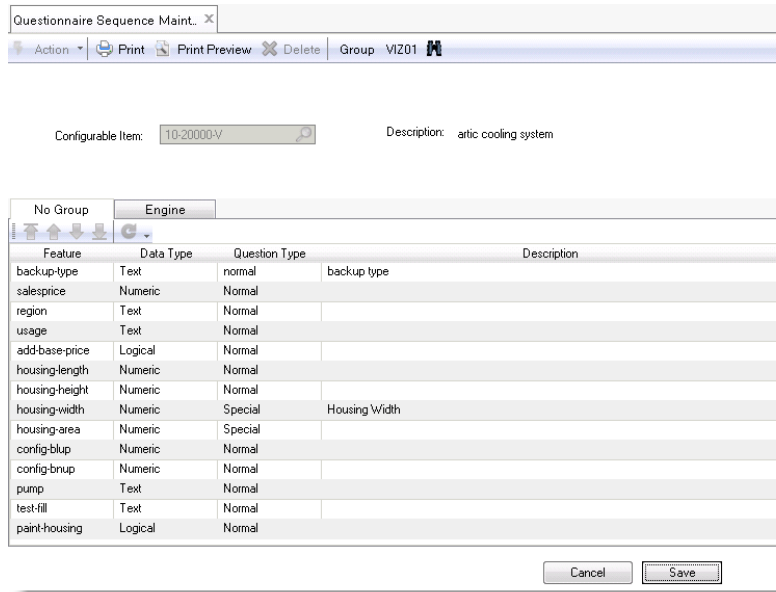 Questionnaire Sequence Maint..
Action Print Print Preview Delete Group VIZ01
Configurable Item: 10-20000-V Description: artic cooling system
No Group Engine
Feature Data Type Question Type Description
backup-type Text normal backup type
salesprice Numeric Normal
region Text Normal
usage Text Normal
add-base-price Logical Normal
housing-length Numeric Normal
housing-height Numeric Normal
housing-width Numeric Special Housing Width
housing-area Numeric Special
config-blup Numeric Normal
config-bnup Numeric Normal
pump Text Normal
test-fill Text Normal
paint-housing Logical Normal
Cancel Save